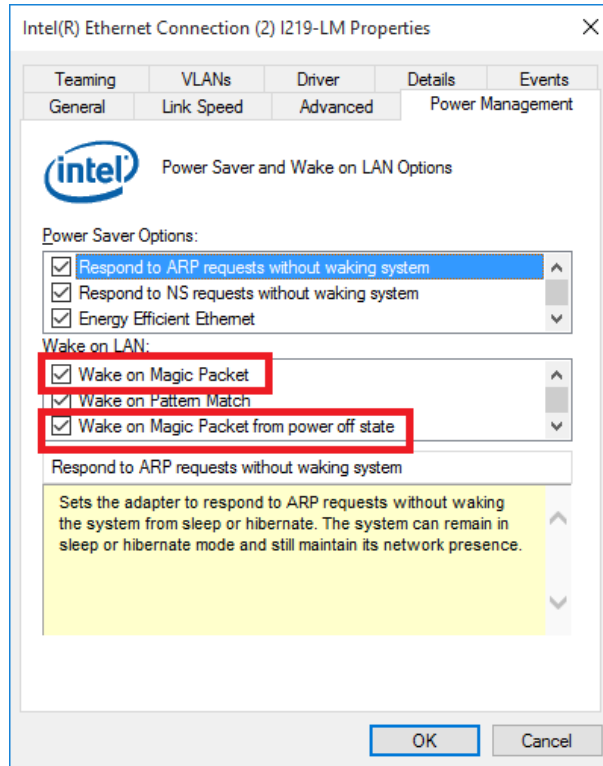 Intel(R) Ethernet Connection (2) I219-LM Properties
Teaming VLANs Driver Details Events
General Link Speed Advanced Power Management
intel Power Saver and Wake on LAN Options
Power Saver Options:
Respond to ARP requests without waking system
Respond to NS requests without waking system
Energy Efficient Ethernet
Wake on LAN:
Wake on Magic Packet
Wake on Pattern Match
Wake on Magic Packet from power off state
Respond to ARP requests without waking system
Sets the adapter to respond to ARP requests without waking
the system from sleep or hibernate. The system can remain in
sleep or hibernate mode and still maintain its network presence.
OK Cancel